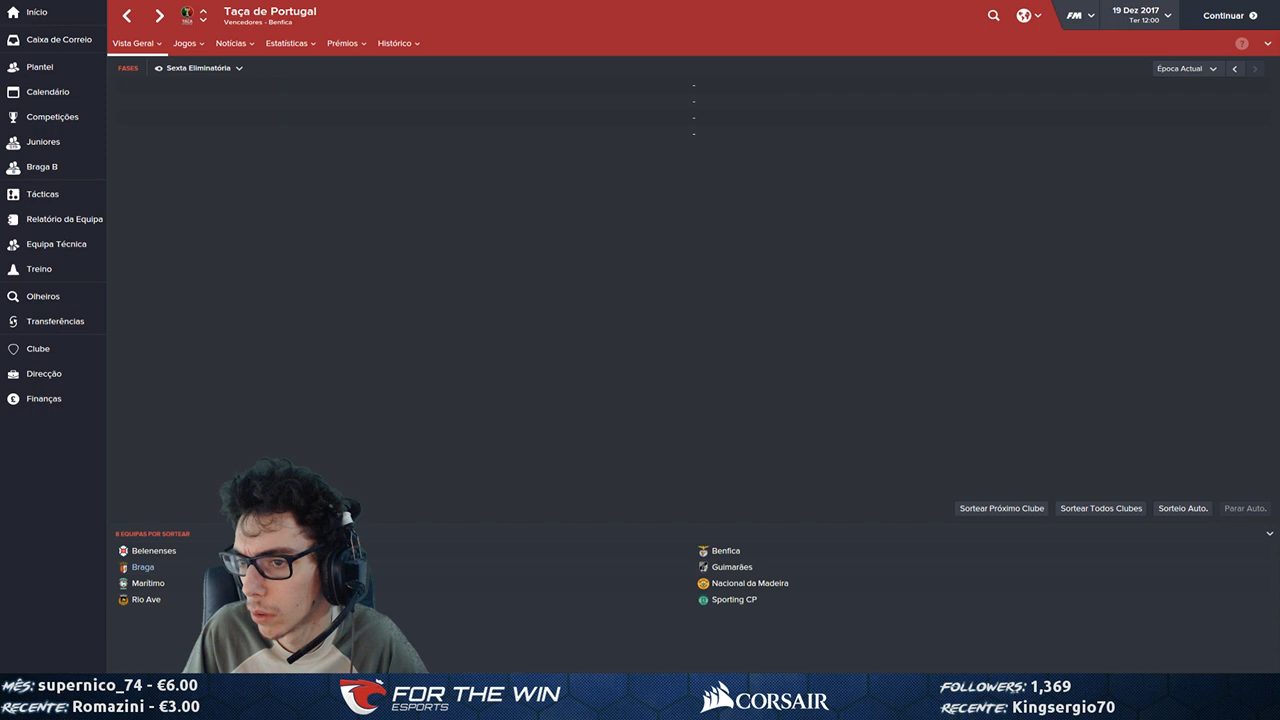 Início
Caixa de Correio
Plantel
Calendário
Competições
Juniores
Braga B
Tácticas
Relatório da Equipa
Equipa Técnica
Treino
Olheiros
Transferências
Clube
Direcção
Finanças
Taça de Portugal
Vencedores - Benfica
FM
19 Dez 2017
Ter 12:00
Continuar
Vista Geral
Jogos
Notícias
Estatísticas
Prémios
Histórico
FASES
Sexta Eliminatória
Época Actual
-
-
-
-
Sortear Próximo Clube
Sortear Todos Clubes
Sorteio Auto.
Parar Auto.
8 EQUIPAS POR SORTEAR
Belenenses
Braga
Marítimo
Rio Ave
Benfica
Guimarães
Nacional da Madeira
Sporting CP
MÊS: supernico_74 - €6.00
RECENTE: Romazini - €3.00
FOR THE WIN
ESPORTS
CORSAIR
FOLLOWERS: 1,369
RECENTE: Kingsergio70